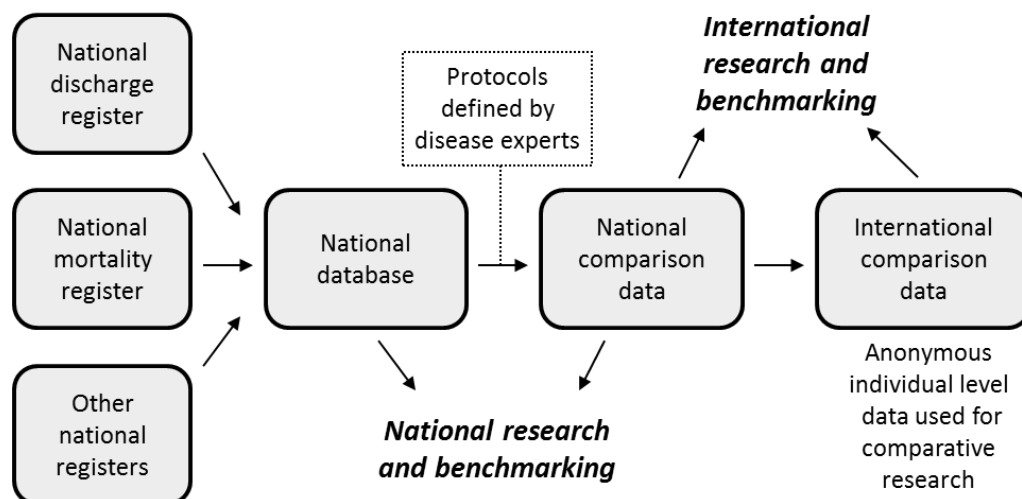 National
discharge
register
National
mortality
register
Other
national
registers
National
database
Protocols
defined by
disease experts
National
comparison
data
International
comparison
data
International
research and
benchmarking
National research
and benchmarking
Anonymous
individual level
data used for
comparative
research